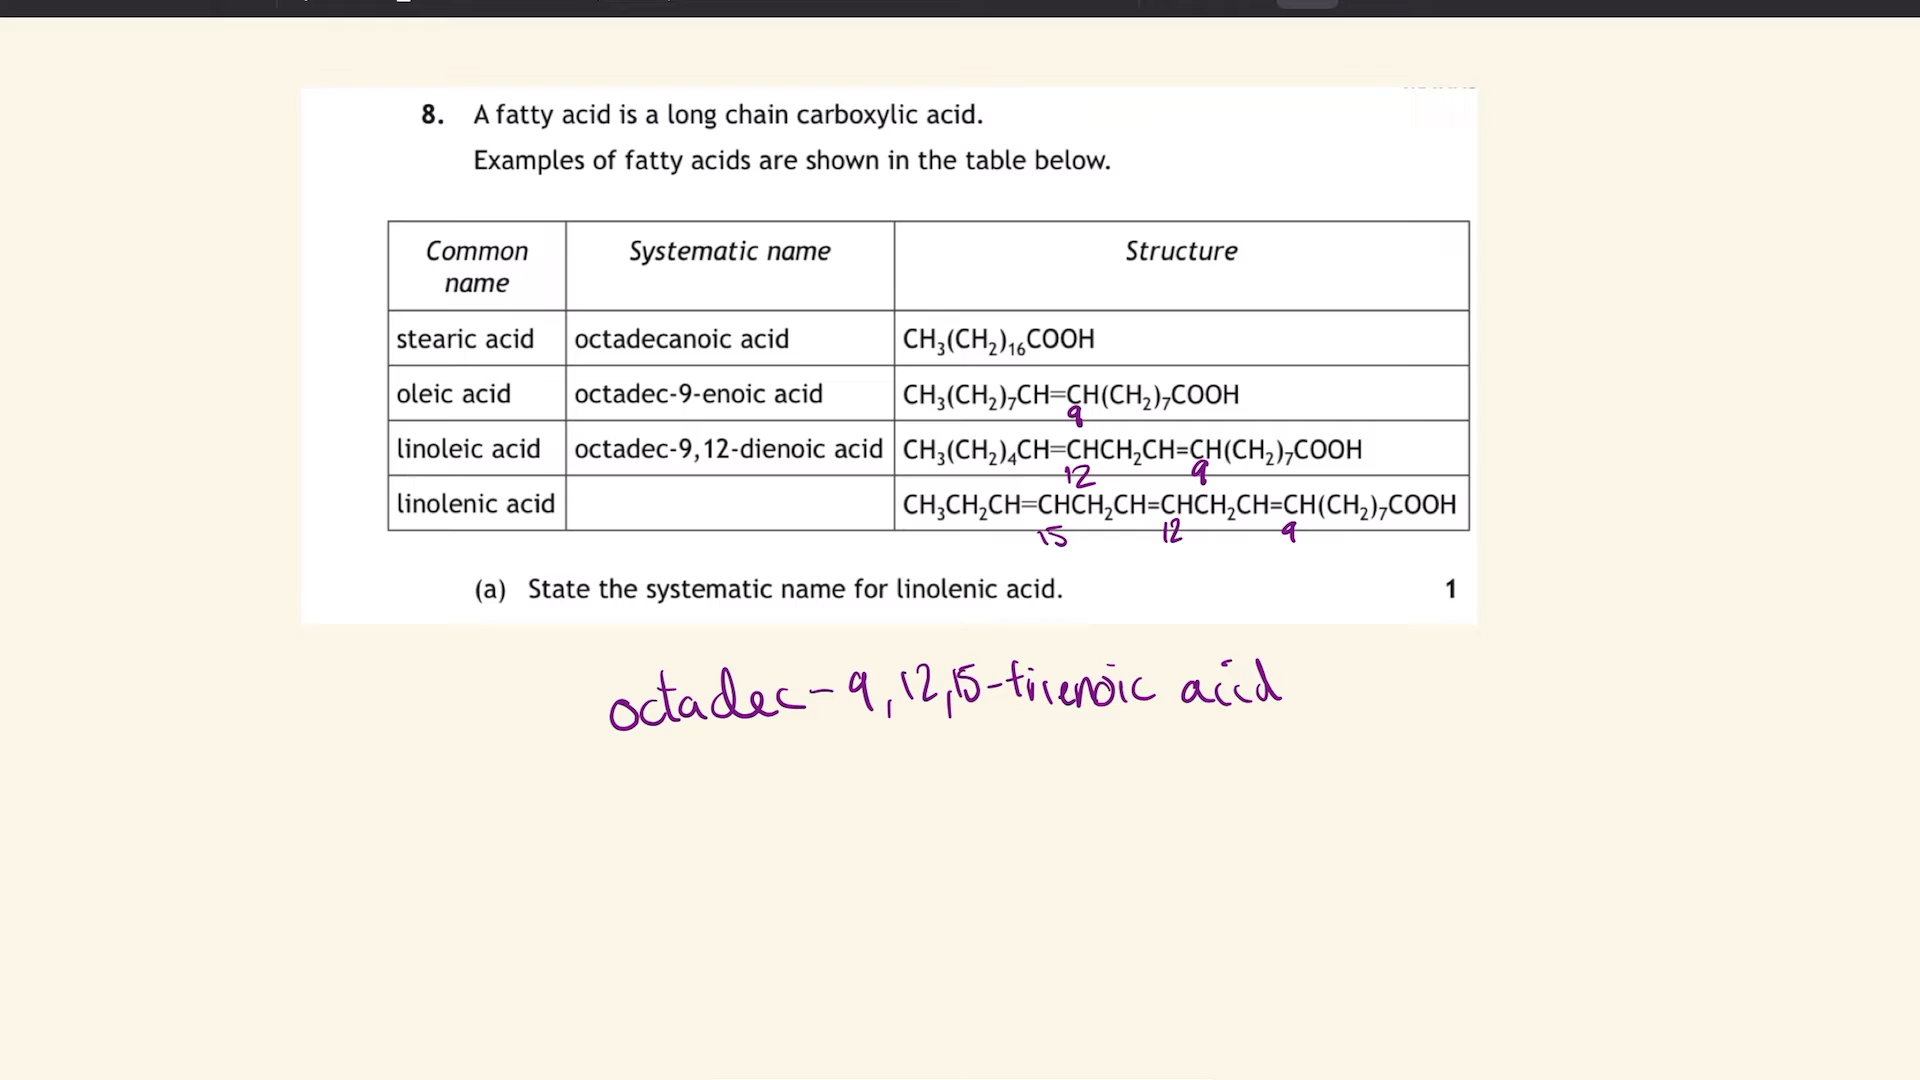 8. A fatty acid is a long chain carboxylic acid.
Examples of fatty acids are shown in the table below.
Common name Systematic name Structure
stearic acid octadecanoic acid CH₃(CH₂)₁₆COOH
oleic acid octadec-9-enoic acid CH₃(CH₂)₇CH=CH(CH₂)₇COOH
9
linoleic acid octadec-9,12-dienoic acid CH₃(CH₂)₄CH=CHCH₂CH=CH(CH₂)₇COOH
12 9
linolenic acid CH₃CH₂CH=CHCH₂CH=CHCH₂CH=CH(CH₂)₇COOH
15 12 9
(a) State the systematic name for linolenic acid. 1
octadec-9,12,15-trienoic acid